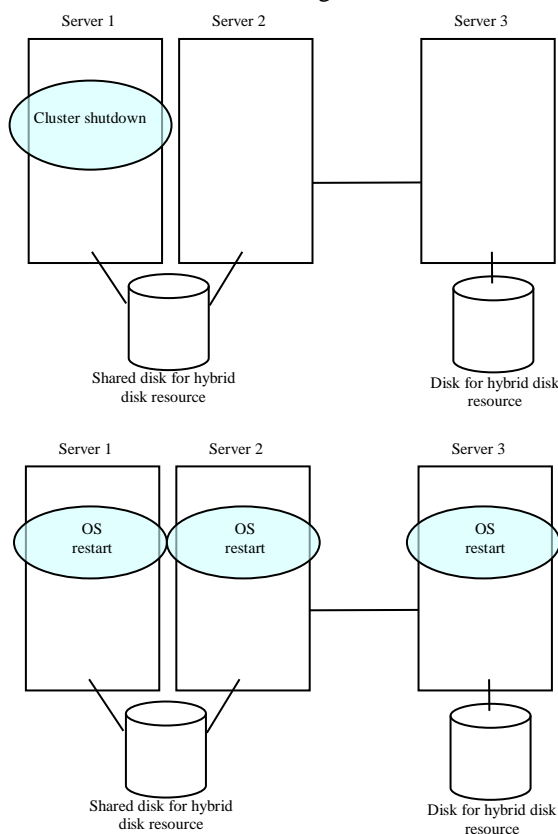 Server 1
Server 2
Server 3
Cluster shutdown
Shared disk for hybrid
disk resource
Disk for hybrid disk
resource
Server 1
Server 2
Server 3
OS
restart
OS
restart
OS
restart
Shared disk for hybrid
disk resource
Disk for hybrid disk
resource